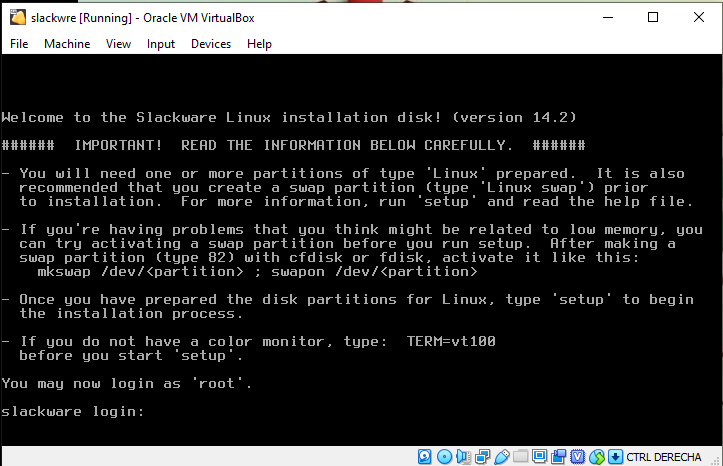 slackwre [Running] - Oracle VM VirtualBox
File Machine View Input Devices Help
Welcome to the Slackware Linux installation disk! (version 14.2)
###### IMPORTANT! READ THE INFORMATION BELOW CAREFULLY. ######
- You will need one or more partitions of type 'Linux' prepared. It is also
recommended that you create a swap partition (type 'Linux swap') prior
to installation. For more information, run 'setup' and read the help file.
- If you're having problems that you think might be related to low memory, you
can try activating a swap partition before you run setup. After making a
swap partition (type 82) with cfdisk or fdisk, activate it like this:
mkswap /dev/<partition> ; swapon /dev/<partition>
- Once you have prepared the disk partitions for Linux, type 'setup' to begin
the installation process.
- If you do not have a color monitor, type: TERM=vt100
before you start 'setup'.
You may now login as 'root'.
slackware login:
CTRL DERECHA